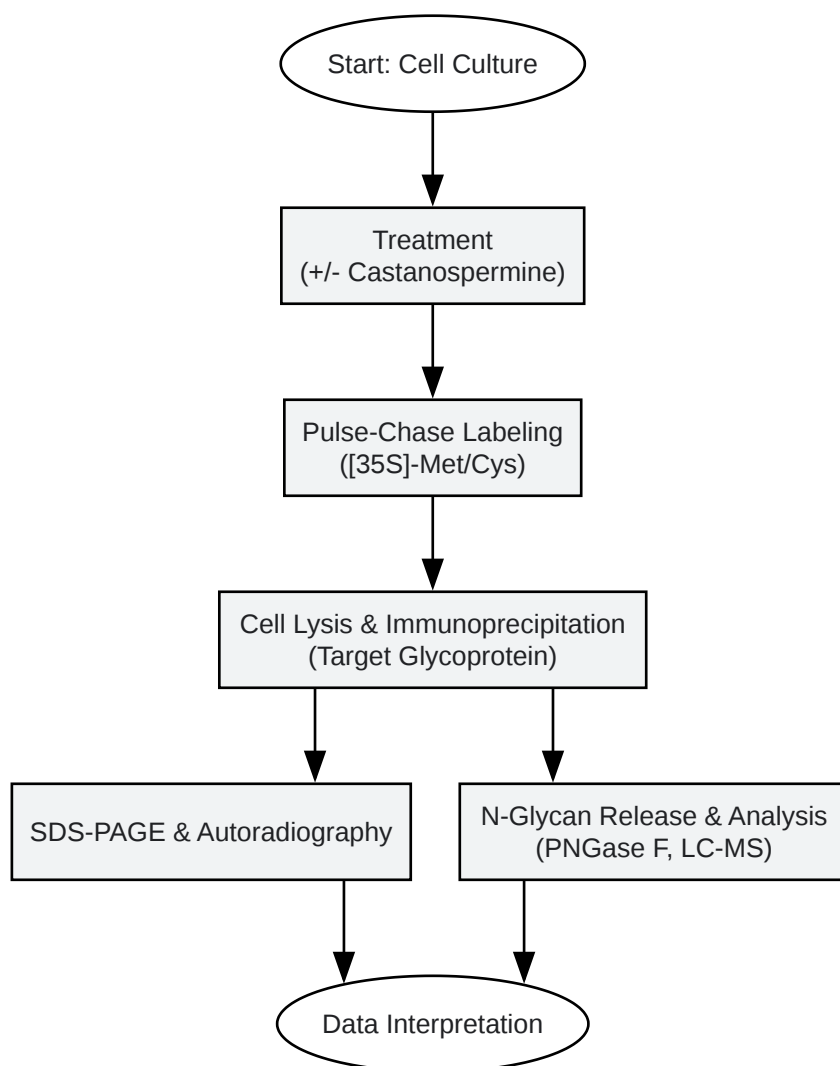 Start: Cell Culture
Treatment
(+/- Castanospermine)
Pulse-Chase Labeling
([35S]-Met/Cys)
Cell Lysis & Immunoprecipitation
(Target Glycoprotein)
SDS-PAGE & Autoradiography
N-Glycan Release & Analysis
(PNGase F, LC-MS)
Data Interpretation